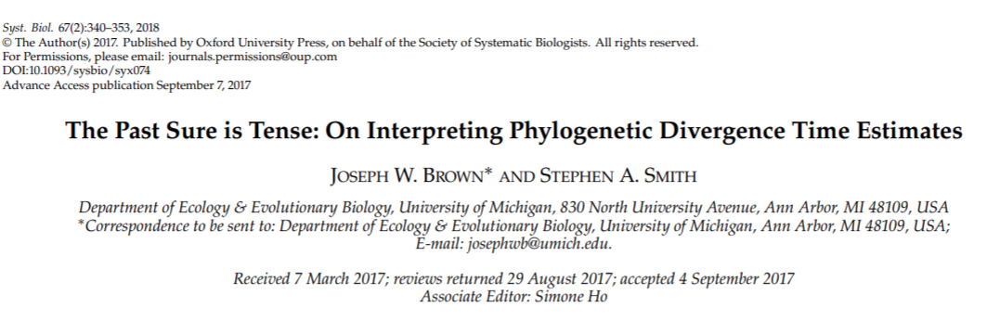 Syst. Biol. 67(2):340–353, 2018
© The Author(s) 2017. Published by Oxford University Press, on behalf of the Society of Systematic Biologists. All rights reserved.
For Permissions, please email: journals.permissions@oup.com
DOI:10.1093/sysbio/syx074
Advance Access publication September 7, 2017
The Past Sure is Tense: On Interpreting Phylogenetic Divergence Time Estimates
JOSEPH W. BROWN* AND STEPHEN A. SMITH
Department of Ecology & Evolutionary Biology, University of Michigan, 830 North University Avenue, Ann Arbor, MI 48109, USA
*Correspondence to be sent to: Department of Ecology & Evolutionary Biology, University of Michigan, Ann Arbor, MI 48109, USA;
E-mail: josephwb@umich.edu.
Received 7 March 2017; reviews returned 29 August 2017; accepted 4 September 2017
Associate Editor: Simone Ho